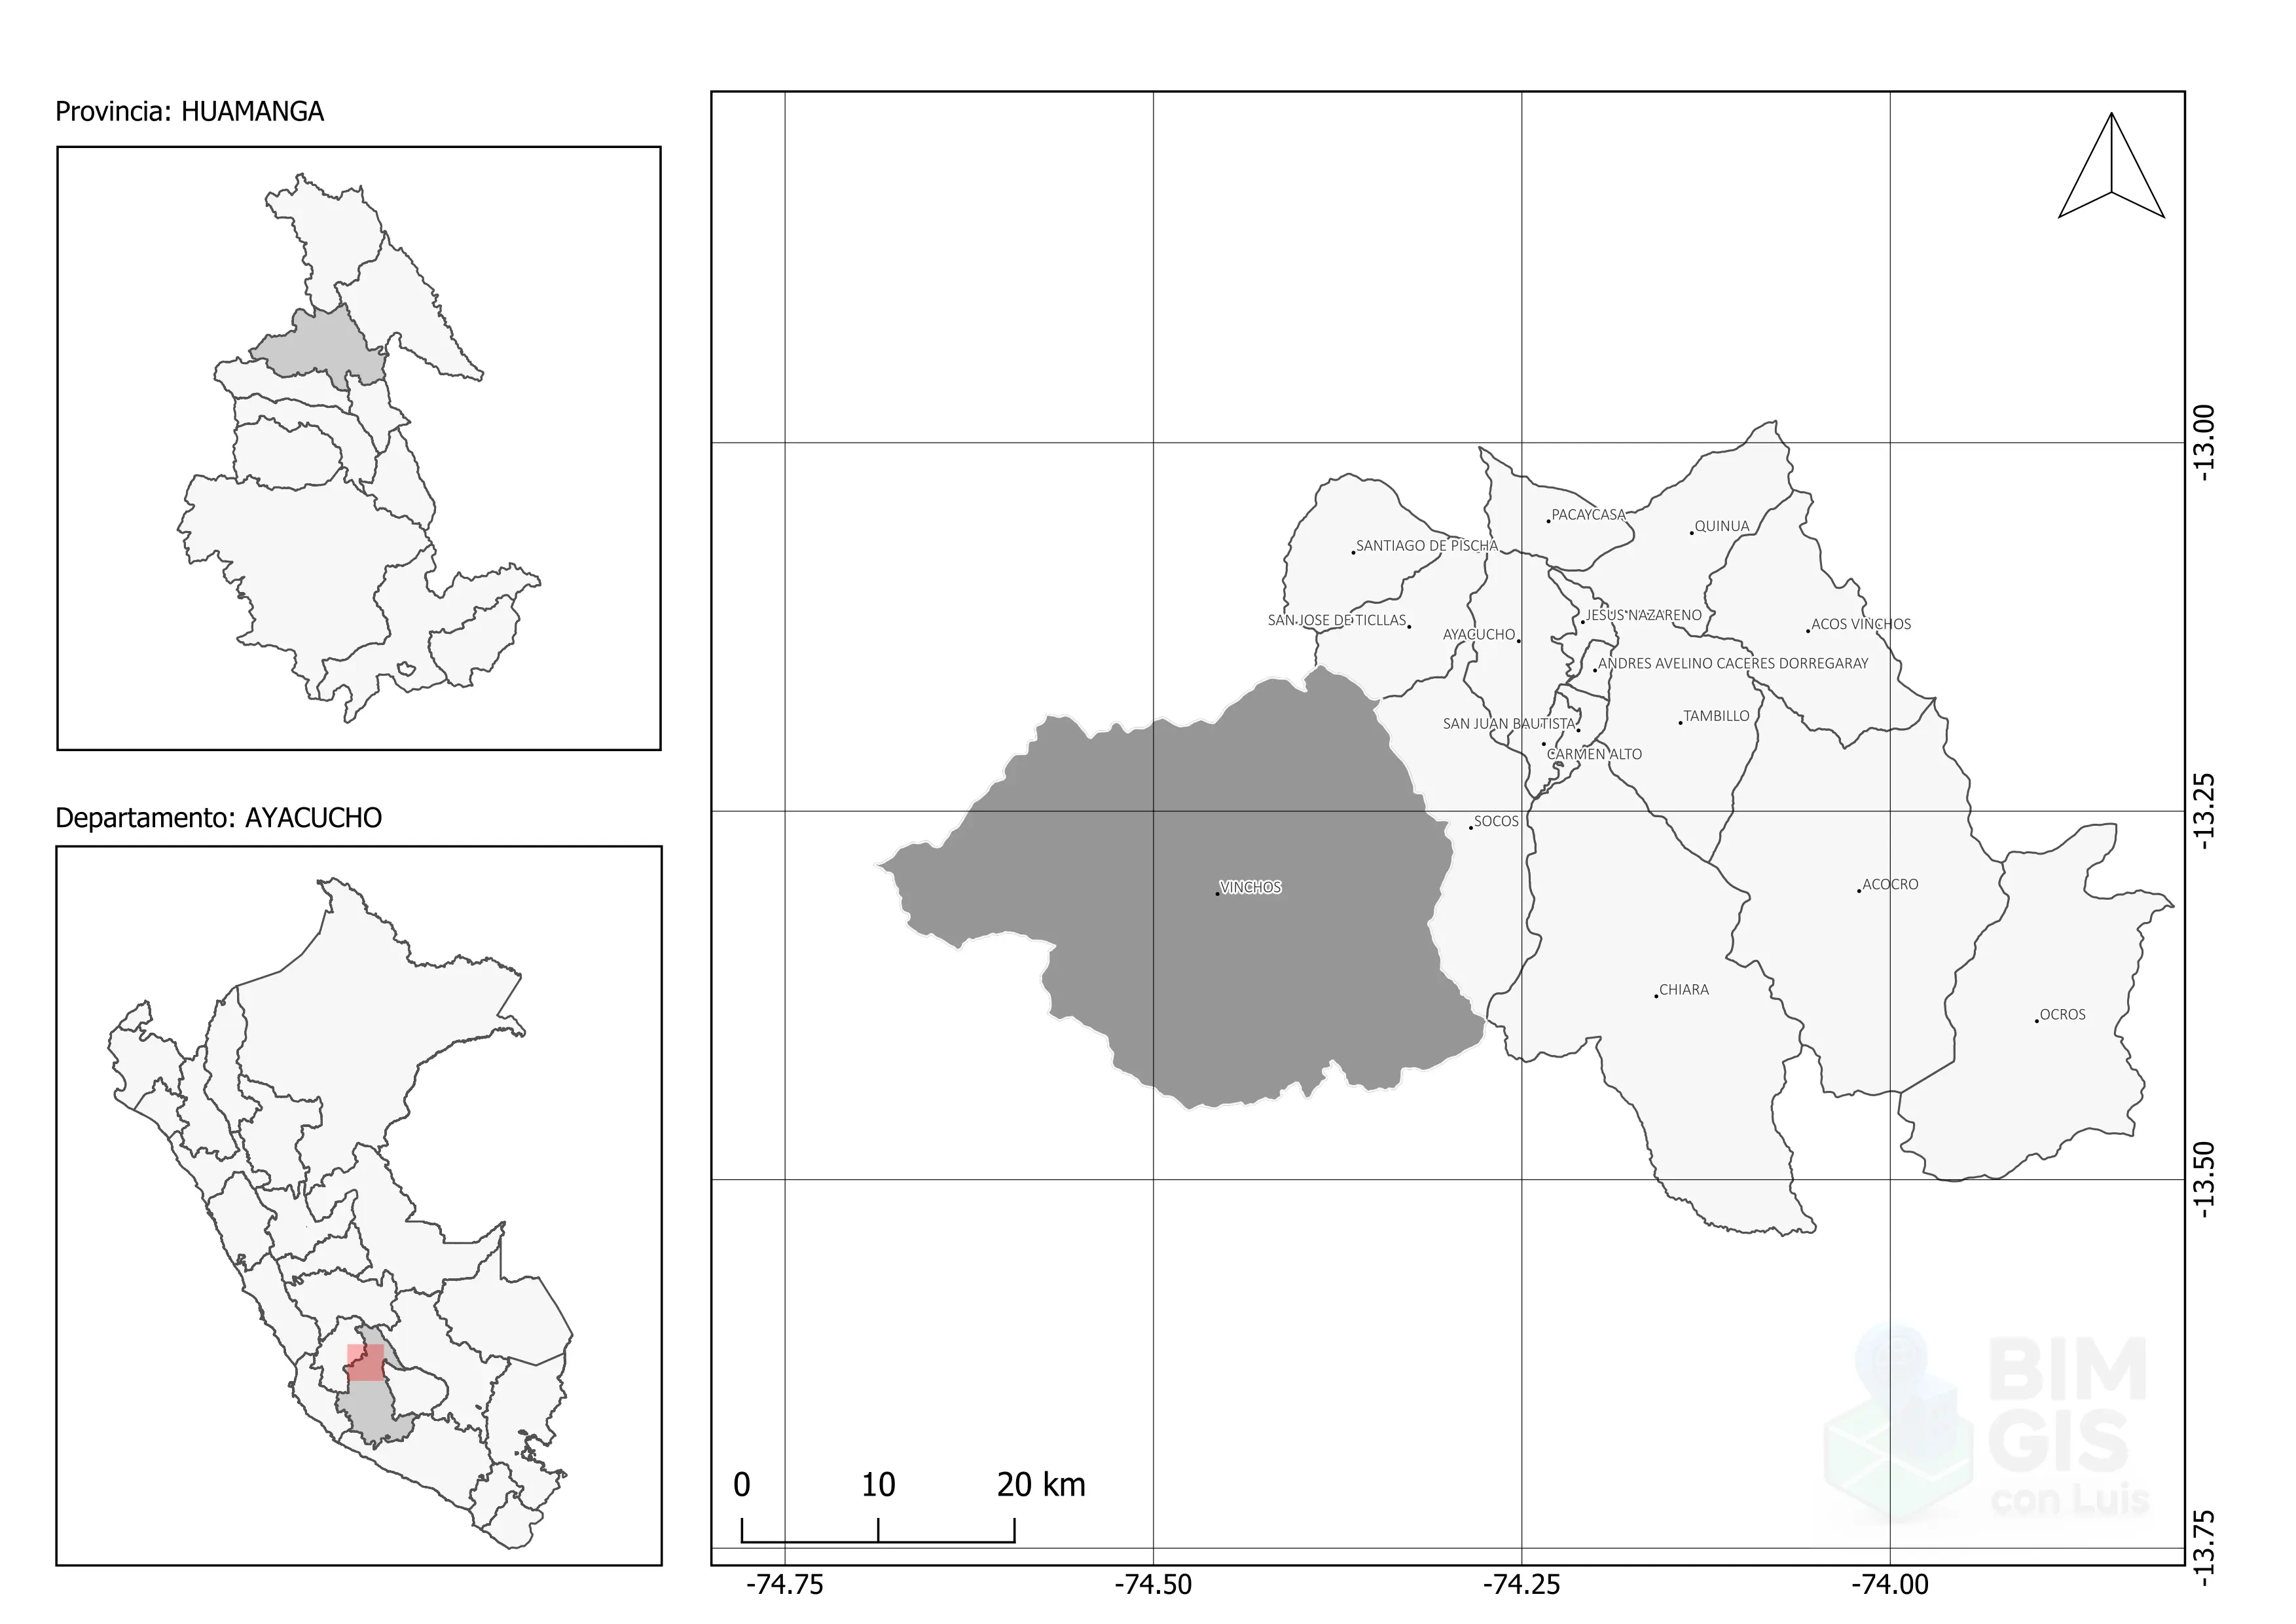 Provincia: HUAMANGA
Departamento: AYACUCHO
PACAYCASA
QUINUA
SANTIAGO DE PISCHA
SAN JOSE DE TICLLAS
JESUS NAZARENO
AYACUCHO
ACOS VINCHOS
ANDRES AVELINO CACERES DORREGARAY
SAN JUAN BAUTISTA
TAMBILLO
CARMEN ALTO
SOCOS
VINCHOS
ACOCRO
CHIARA
OCROS
-13.00
-13.25
-13.50
-13.75
BIM
GIS
con Luis
0 10 20 km
-74.75 -74.50 -74.25 -74.00